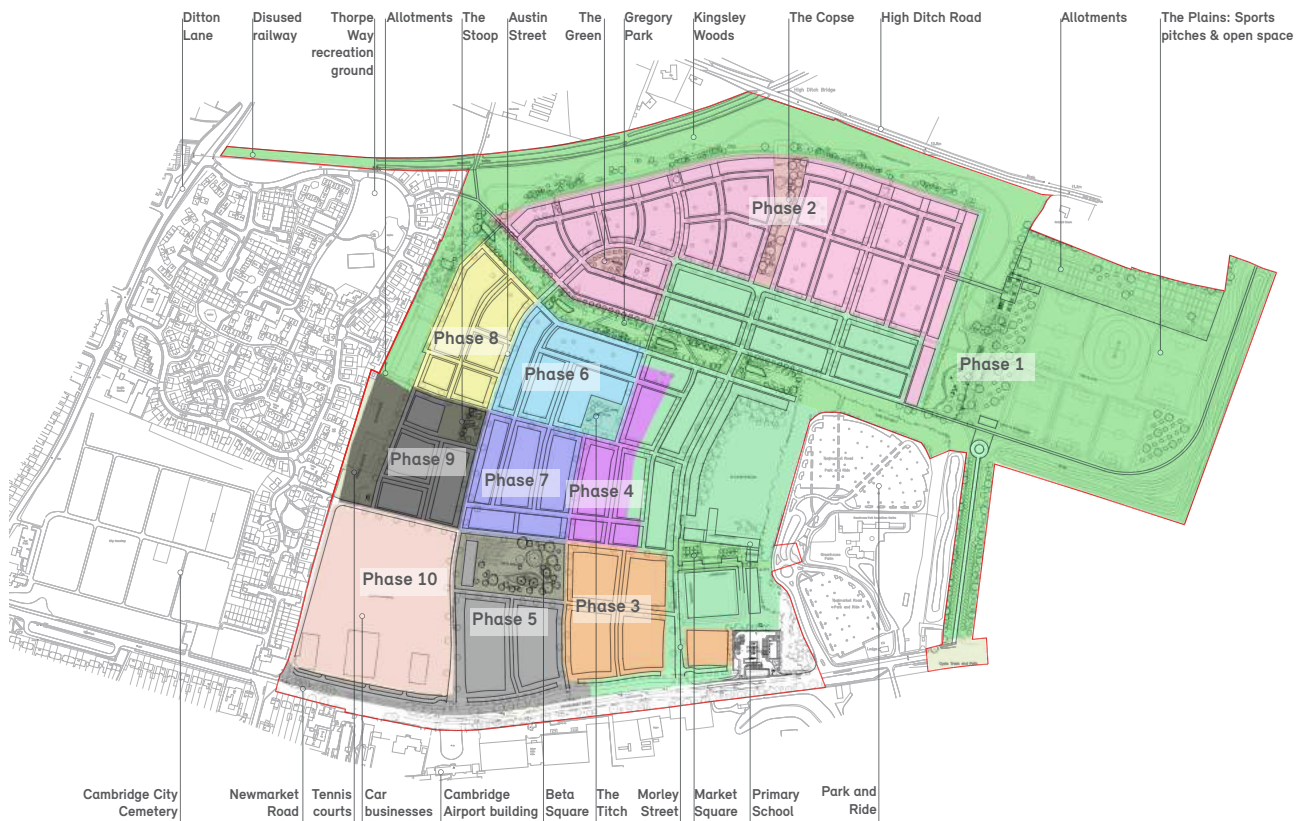 Ditton
Lane
Disused
railway
Thorpe
Way
recreation
ground
Allotments
The
Stoop
Austin
Street
The
Green
Gregory
Park
Kingsley
Woods
The Copse
High Ditch Road
Allotments
The Plains: Sports
pitches & open space
High Ditch Bridge
Phase 2
Phase 8
Phase 6
Phase 1
Phase 9
Phase 7
Phase 4
Phase 10
Phase 5
Phase 3
Cambridge City
Cemetery
Newmarket
Road
Tennis
courts
Car
businesses
Cambridge
Airport building
Beta
Square
The
Titch
Morley
Street
Market
Square
Primary
School
Park and
Ride